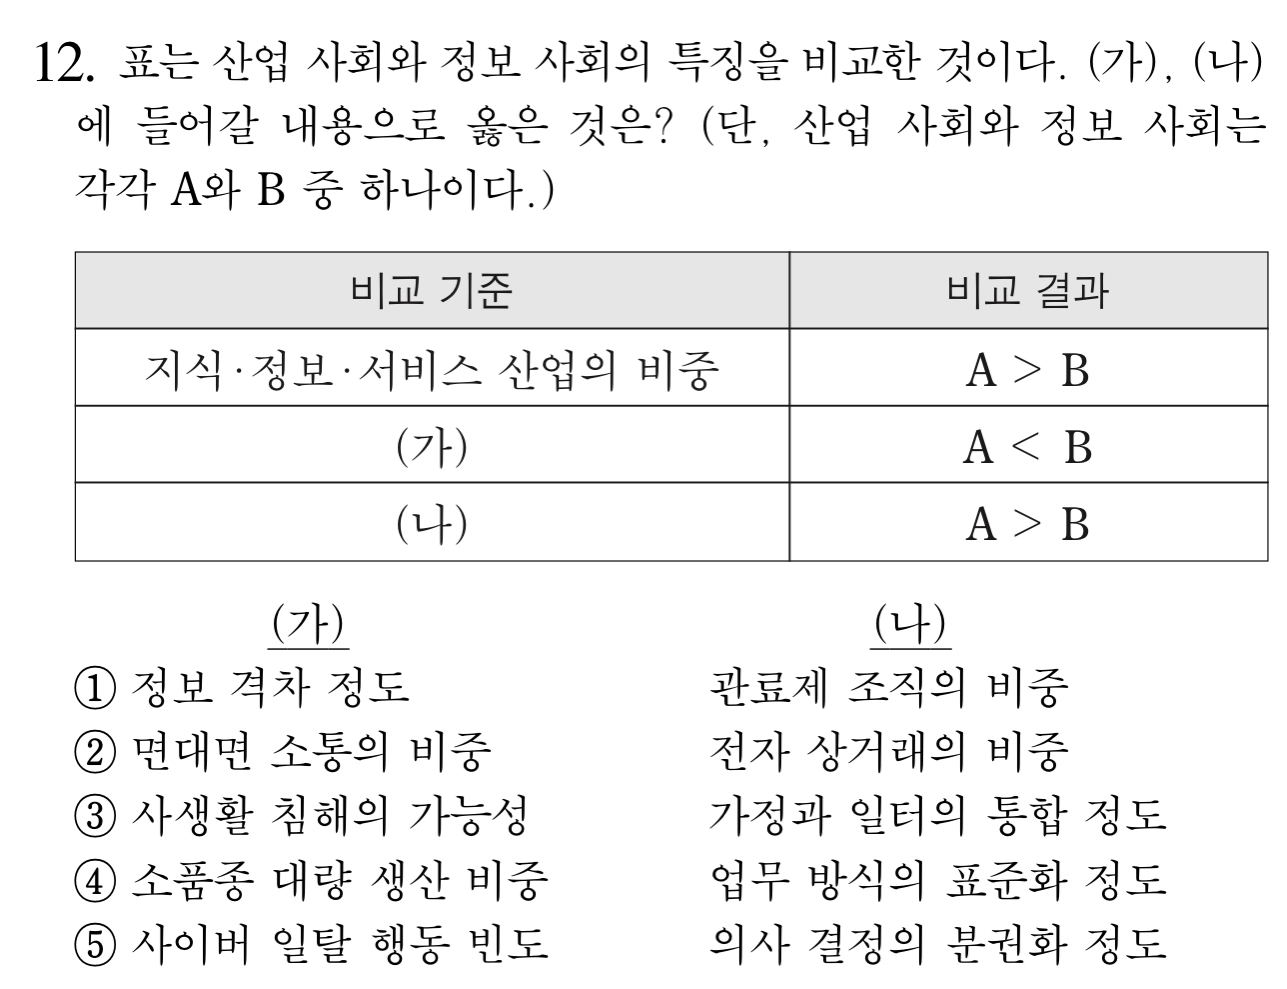 12. 표는 산업 사회와 정보 사회의 특징을 비교한 것이다. (가), (나)
에 들어갈 내용으로 옳은 것은? (단, 산업 사회와 정보 사회는
각각 A와 B 중 하나이다.)
비교 기준 비교 결과
지식·정보·서비스 산업의 비중 A > B
(가) A < B
(나) A > B
(가) (나)
① 정보 격차 정도 관료제 조직의 비중
② 면대면 소통의 비중 전자 상거래의 비중
③ 사생활 침해의 가능성 가정과 일터의 통합 정도
④ 소품종 대량 생산 비중 업무 방식의 표준화 정도
⑤ 사이버 일탈 행동 빈도 의사 결정의 분권화 정도